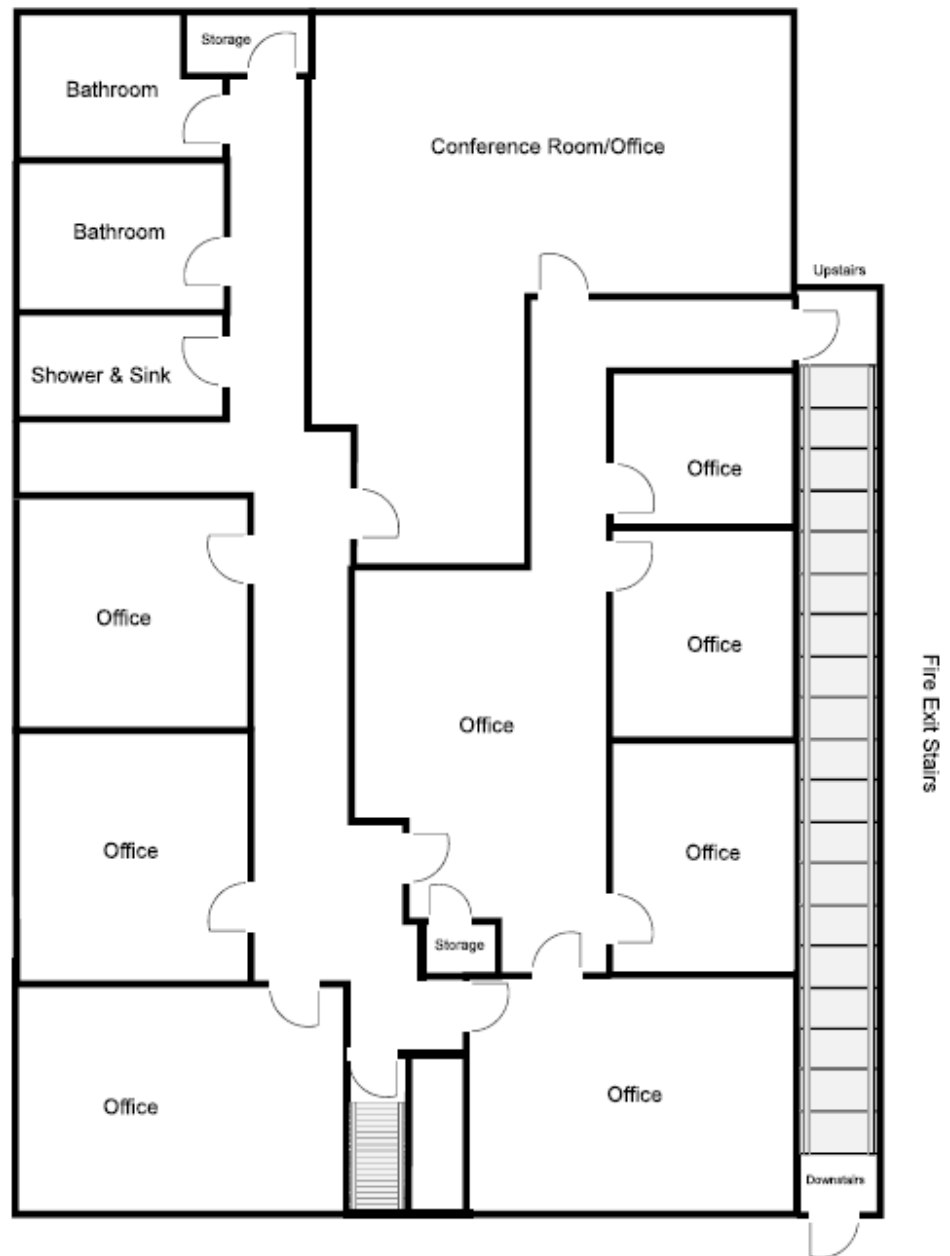 Storage
Bathroom
Conference Room/Office
Bathroom
Upstairs
Shower & Sink
Office
Office
Office
Office
Fire Exit Stairs
Office
Office
Storage
Office
Office
Downstairs